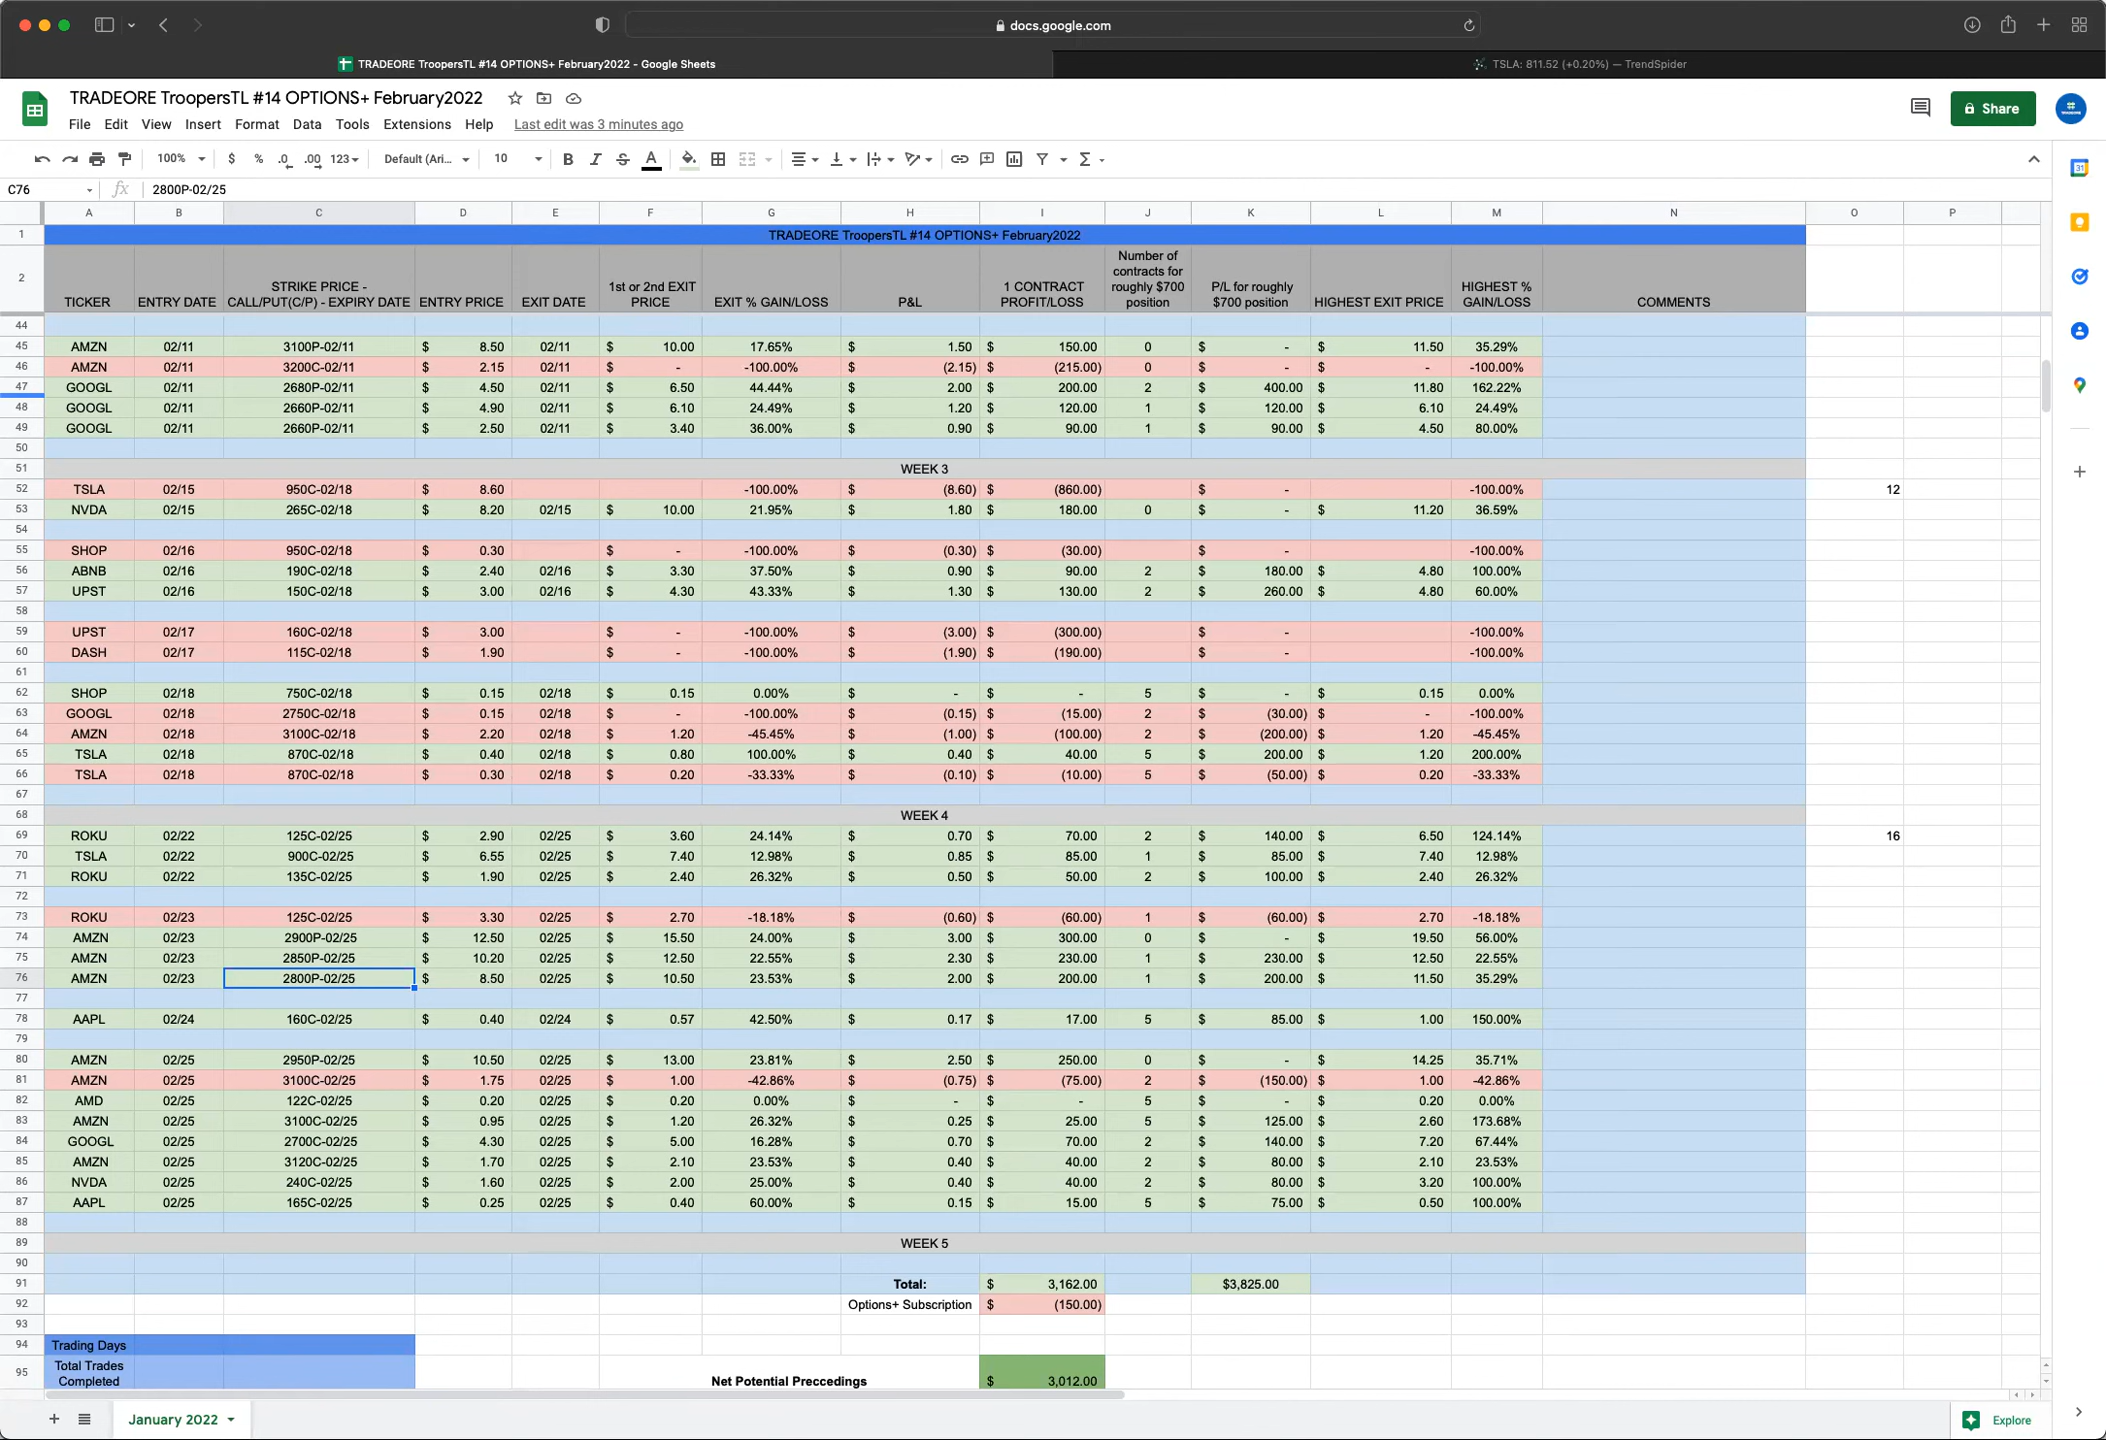 docs.google.com
TRADEORE TroopersTL #14 OPTIONS+ February2022 - Google Sheets
TSLA: 811.52 (+0.20%) — TrendSpider
TRADEORE TroopersTL #14 OPTIONS+ February2022
Share
File Edit View Insert Format Data Tools Extensions Help Last edit was 3 minutes ago
100% $ % .0 .00 123 Default (Ari... 10 B I S A Σ
C76 fx 2800P-02/25
A B C D E F G H I J K L M N O P
1 TRADEORE TroopersTL #14 OPTIONS+ February2022
2 TICKER ENTRY DATE STRIKE PRICE - CALL/PUT(C/P) - EXPIRY DATE ENTRY PRICE EXIT DATE 1st or 2nd EXIT PRICE EXIT % GAIN/LOSS P&L 1 CONTRACT PROFIT/LOSS Number of contracts for roughly $700 position P/L for roughly $700 position HIGHEST EXIT PRICE HIGHEST % GAIN/LOSS COMMENTS
44
45 AMZN 02/11 3100P-02/11 $ 8.50 02/11 $ 10.00 17.65% $ 1.50 $ 150.00 0 $ - $ 11.50 35.29%
46 AMZN 02/11 3200C-02/11 $ 2.15 02/11 $ - -100.00% $ (2.15) $ (215.00) 0 $ - $ - -100.00%
47 GOOGL 02/11 2680P-02/11 $ 4.50 02/11 $ 6.50 44.44% $ 2.00 $ 200.00 2 $ 400.00 $ 11.80 162.22%
48 GOOGL 02/11 2660P-02/11 $ 4.90 02/11 $ 6.10 24.49% $ 1.20 $ 120.00 1 $ 120.00 $ 6.10 24.49%
49 GOOGL 02/11 2660P-02/11 $ 2.50 02/11 $ 3.40 36.00% $ 0.90 $ 90.00 1 $ 90.00 $ 4.50 80.00%
50
51 WEEK 3
52 TSLA 02/15 950C-02/18 $ 8.60 -100.00% $ (8.60) $ (860.00) $ - -100.00% 12
53 NVDA 02/15 265C-02/18 $ 8.20 02/15 $ 10.00 21.95% $ 1.80 $ 180.00 0 $ - $ 11.20 36.59%
54
55 SHOP 02/16 950C-02/18 $ 0.30 $ - -100.00% $ (0.30) $ (30.00) $ - -100.00%
56 ABNB 02/16 190C-02/18 $ 2.40 02/16 $ 3.30 37.50% $ 0.90 $ 90.00 2 $ 180.00 $ 4.80 100.00%
57 UPST 02/16 150C-02/18 $ 3.00 02/16 $ 4.30 43.33% $ 1.30 $ 130.00 2 $ 260.00 $ 4.80 60.00%
58
59 UPST 02/17 160C-02/18 $ 3.00 $ - -100.00% $ (3.00) $ (300.00) $ - -100.00%
60 DASH 02/17 115C-02/18 $ 1.90 $ - -100.00% $ (1.90) $ (190.00) $ - -100.00%
61
62 SHOP 02/18 750C-02/18 $ 0.15 02/18 $ 0.15 0.00% $ - $ - 5 $ - $ 0.15 0.00%
63 GOOGL 02/18 2750C-02/18 $ 0.15 02/18 $ - -100.00% $ (0.15) $ (15.00) 2 $ (30.00) $ - -100.00%
64 AMZN 02/18 3100C-02/18 $ 2.20 02/18 $ 1.20 -45.45% $ (1.00) $ (100.00) 2 $ (200.00) $ 1.20 -45.45%
65 TSLA 02/18 870C-02/18 $ 0.40 02/18 $ 0.80 100.00% $ 0.40 $ 40.00 5 $ 200.00 $ 1.20 200.00%
66 TSLA 02/18 870C-02/18 $ 0.30 02/18 $ 0.20 -33.33% $ (0.10) $ (10.00) 5 $ (50.00) $ 0.20 -33.33%
67
68 WEEK 4
69 ROKU 02/22 125C-02/25 $ 2.90 02/25 $ 3.60 24.14% $ 0.70 $ 70.00 2 $ 140.00 $ 6.50 124.14% 16
70 TSLA 02/22 900C-02/25 $ 6.55 02/25 $ 7.40 12.98% $ 0.85 $ 85.00 1 $ 85.00 $ 7.40 12.98%
71 ROKU 02/22 135C-02/25 $ 1.90 02/25 $ 2.40 26.32% $ 0.50 $ 50.00 2 $ 100.00 $ 2.40 26.32%
72
73 ROKU 02/23 125C-02/25 $ 3.30 02/25 $ 2.70 -18.18% $ (0.60) $ (60.00) 1 $ (60.00) $ 2.70 -18.18%
74 AMZN 02/23 2900P-02/25 $ 12.50 02/25 $ 15.50 24.00% $ 3.00 $ 300.00 0 $ - $ 19.50 56.00%
75 AMZN 02/23 2850P-02/25 $ 10.20 02/25 $ 12.50 22.55% $ 2.30 $ 230.00 1 $ 230.00 $ 12.50 22.55%
76 AMZN 02/23 2800P-02/25 $ 8.50 02/25 $ 10.50 23.53% $ 2.00 $ 200.00 1 $ 200.00 $ 11.50 35.29%
77
78 AAPL 02/24 160C-02/25 $ 0.40 02/24 $ 0.57 42.50% $ 0.17 $ 17.00 5 $ 85.00 $ 1.00 150.00%
79
80 AMZN 02/25 2950P-02/25 $ 10.50 02/25 $ 13.00 23.81% $ 2.50 $ 250.00 0 $ - $ 14.25 35.71%
81 AMZN 02/25 3100C-02/25 $ 1.75 02/25 $ 1.00 -42.86% $ (0.75) $ (75.00) 2 $ (150.00) $ 1.00 -42.86%
82 AMD 02/25 122C-02/25 $ 0.20 02/25 $ 0.20 0.00% $ - $ - 5 $ - $ 0.20 0.00%
83 AMZN 02/25 3100C-02/25 $ 0.95 02/25 $ 1.20 26.32% $ 0.25 $ 25.00 5 $ 125.00 $ 2.60 173.68%
84 GOOGL 02/25 2700C-02/25 $ 4.30 02/25 $ 5.00 16.28% $ 0.70 $ 70.00 2 $ 140.00 $ 7.20 67.44%
85 AMZN 02/25 3120C-02/25 $ 1.70 02/25 $ 2.10 23.53% $ 0.40 $ 40.00 2 $ 80.00 $ 2.10 23.53%
86 NVDA 02/25 240C-02/25 $ 1.60 02/25 $ 2.00 25.00% $ 0.40 $ 40.00 2 $ 80.00 $ 3.20 100.00%
87 AAPL 02/25 165C-02/25 $ 0.25 02/25 $ 0.40 60.00% $ 0.15 $ 15.00 5 $ 75.00 $ 0.50 100.00%
88
89 WEEK 5
90
91 Total: $ 3,162.00 $3,825.00
92 Options+ Subscription $ (150.00)
93
94 Trading Days
95 Total Trades Completed Net Potential Preccedings $ 3,012.00
January 2022
Explore